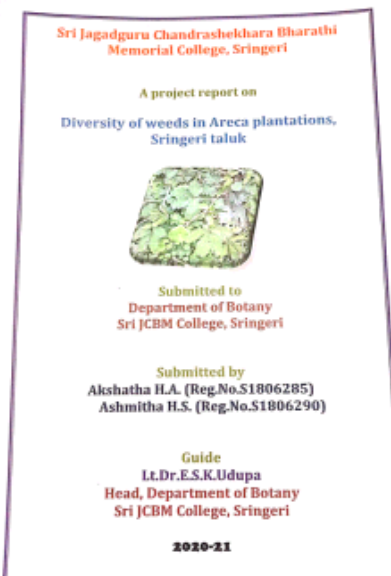 Sri Jagadguru Chandrashekhara Bharathi
Memorial College, Sringeri
A project report on
Diversity of weeds in Areca plantations,
Sringeri taluk
Submitted to
Department of Botany
Sri JCBM College, Sringeri
Submitted by
Akshatha H.A. (Reg.No.S1806285)
Ashmitha H.S. (Reg.No.S1806290)
Guide
Lt.Dr.E.S.K.Udupa
Head, Department of Botany
Sri JCBM College, Sringeri
2020-21